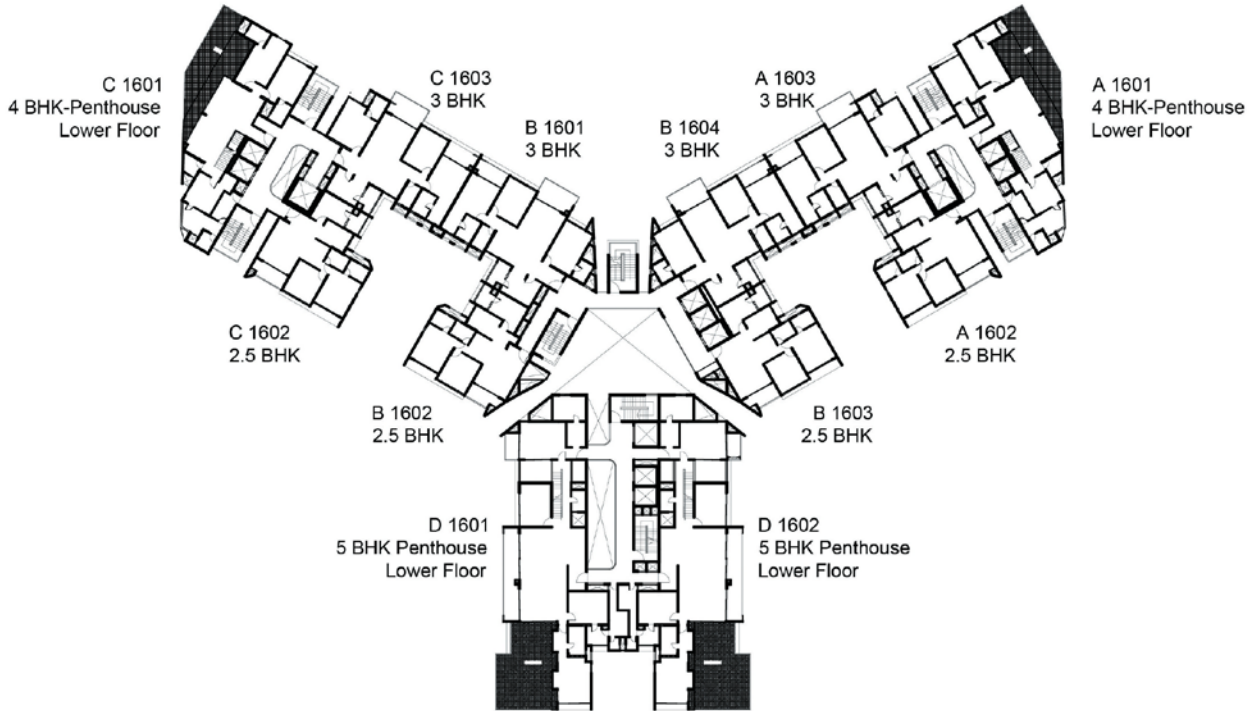 C 1601
4 BHK-Penthouse
Lower Floor
C 1603
3 BHK
B 1601
3 BHK
A 1603
3 BHK
B 1604
3 BHK
A 1601
4 BHK-Penthouse
Lower Floor
C 1602
2.5 BHK
A 1602
2.5 BHK
B 1602
2.5 BHK
B 1603
2.5 BHK
D 1601
5 BHK Penthouse
Lower Floor
D 1602
5 BHK Penthouse
Lower Floor